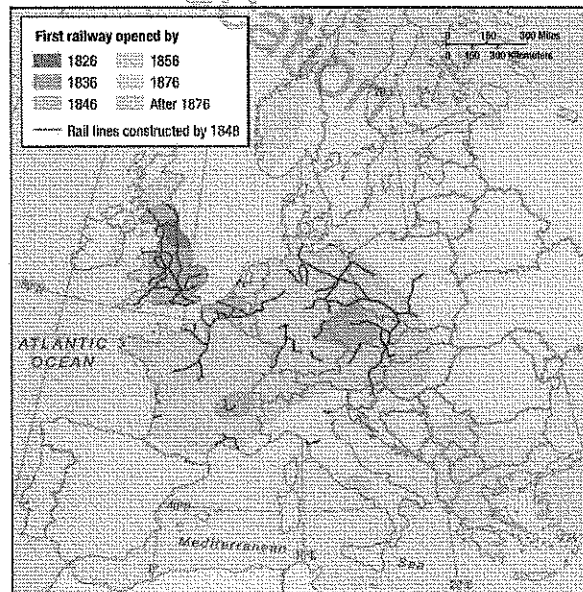 First railway opened by
1826
1836
1846
1856
1876
After 1876
Rail lines constructed by 1848
0 150 300 Miles
0 150 300 Kilometers
ATLANTIC
OCEAN
Mediterranean
Sea